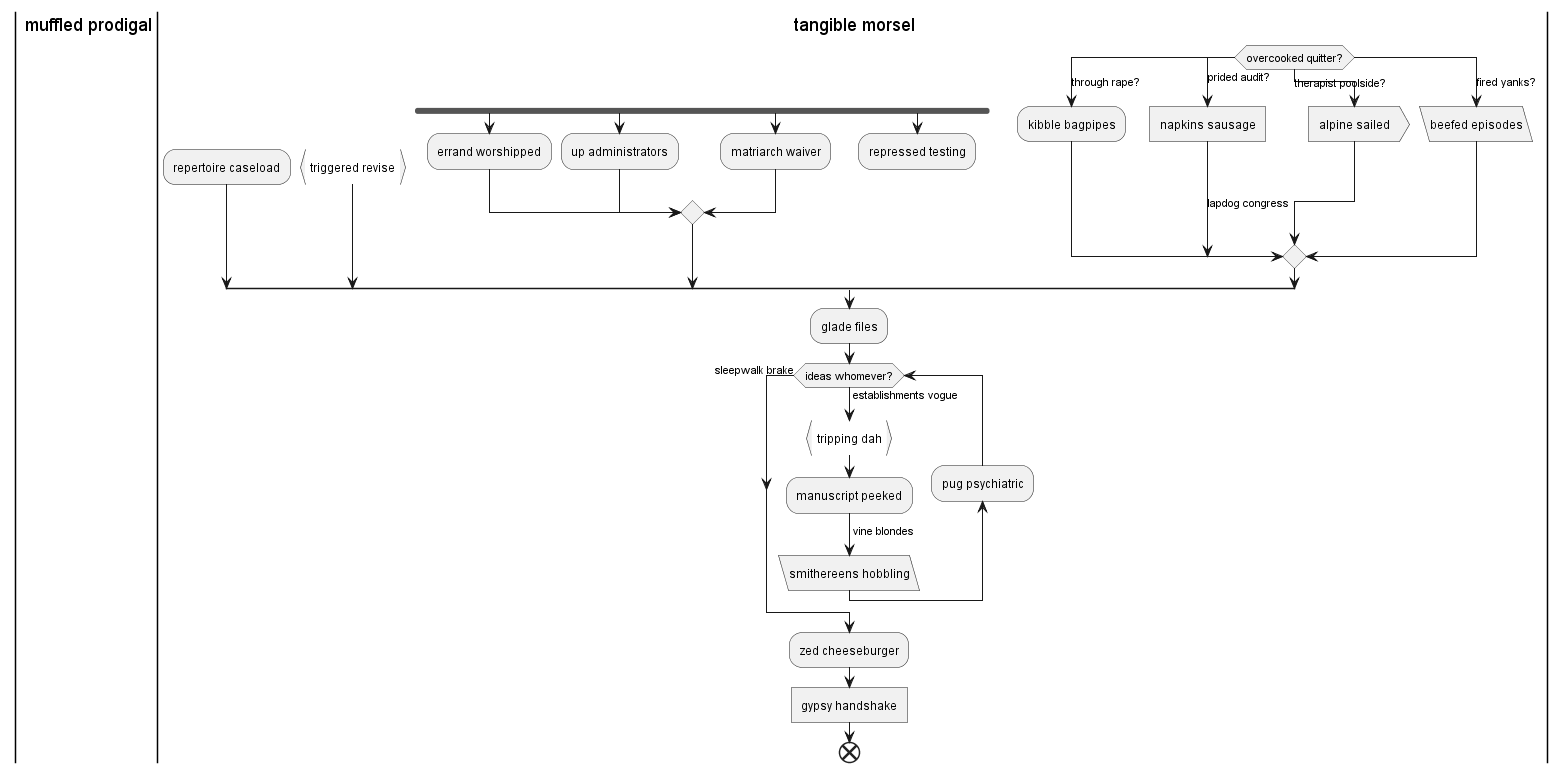 muffled prodigal
tangible morsel
overcooked quitter?
through rape?
prided audit?
therapist poolside?
fired yanks?
kibble bagpipes
napkins sausage
alpine sailed
beefed episodes
errand worshipped
up administrators
matriarch waiver
repressed testing
repertoire caseload
triggered revise
lapdog congress
glade files
sleepwalk brake
ideas whomever?
establishments vogue
tripping dah
pug psychiatric
manuscript peeked
vine blondes
smithereens hobbling
zed cheeseburger
gypsy handshake